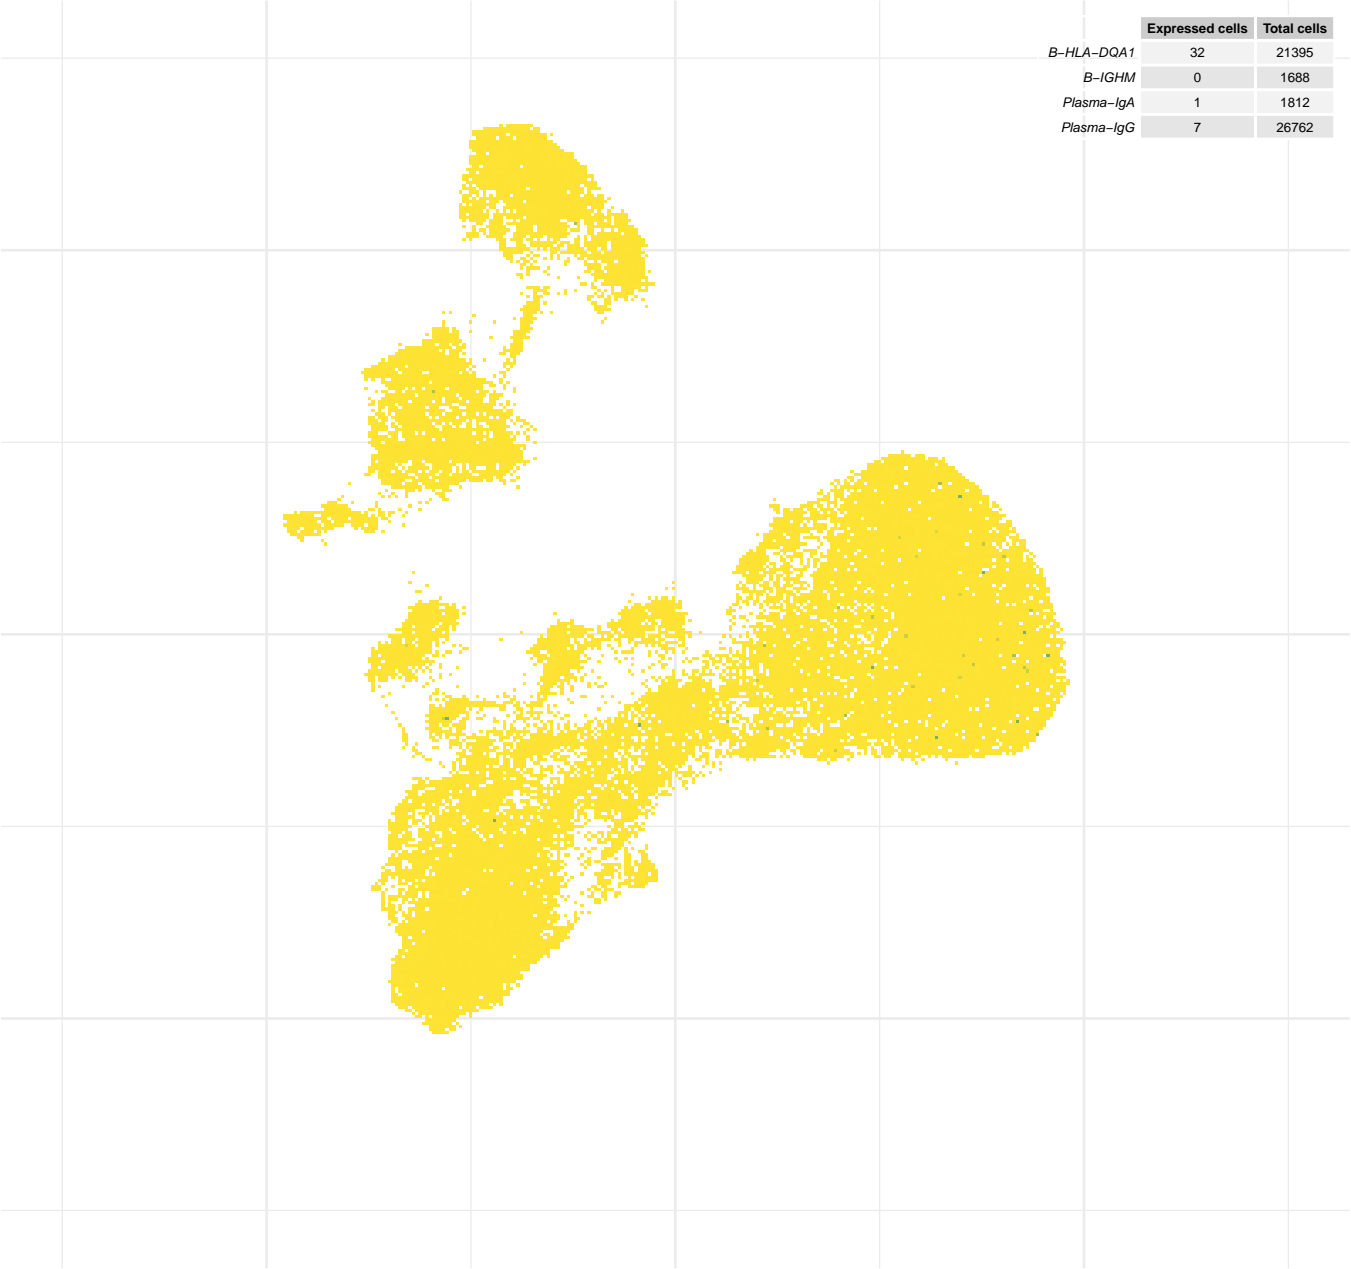 Expressed cells Total cells
B−HLA−DQA1 32 21395
B−IGHM 0 1688
Plasma−IgA 1 1812
Plasma−IgG 7 26762